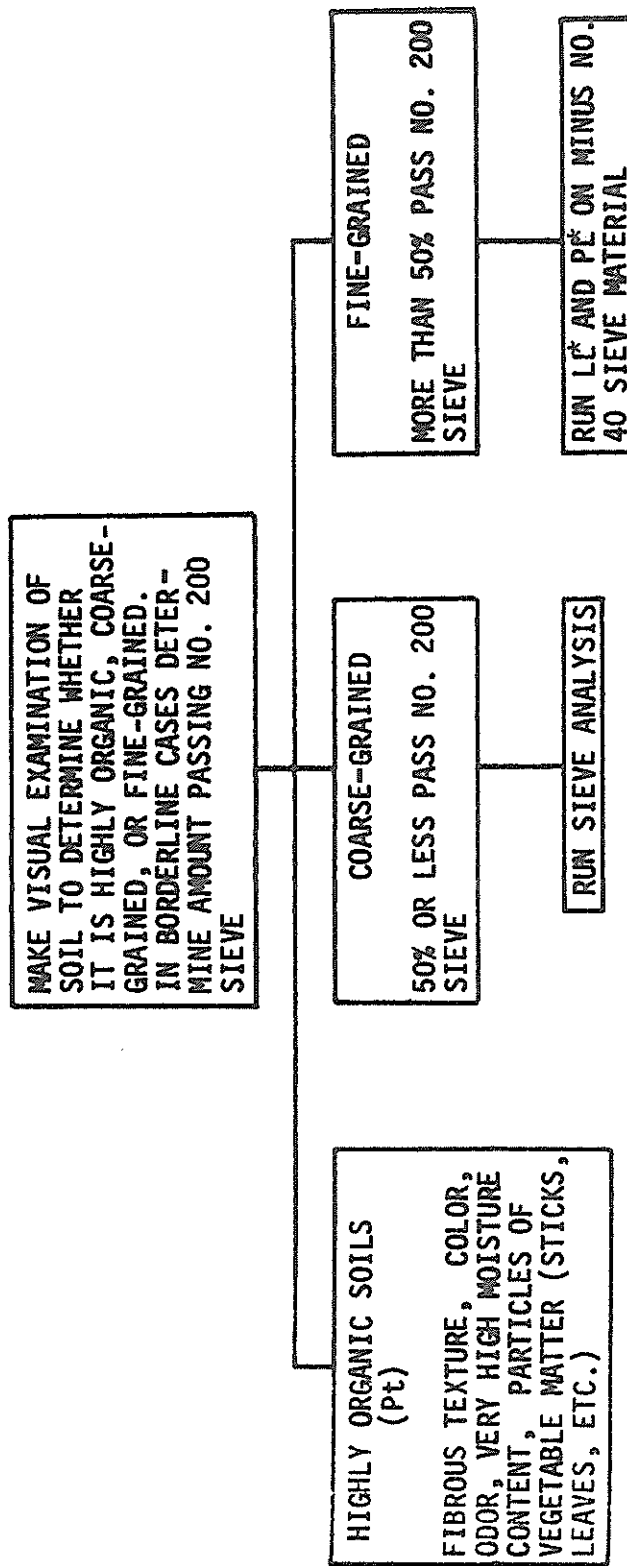 MAKE VISUAL EXAMINATION OF
SOIL TO DETERMINE WHETHER
IT IS HIGHLY ORGANIC, COARSE-
GRAINED, OR FINE-GRAINED.
IN BORDERLINE CASES DETER-
MINE AMOUNT PASSING NO. 200
SIEVE
HIGHLY ORGANIC SOILS
(Pt)
FIBROUS TEXTURE, COLOR,
ODOR, VERY HIGH MOISTURE
CONTENT, PARTICLES OF
VEGETABLE MATTER (STICKS,
LEAVES, ETC.)
COARSE-GRAINED
50% OR LESS PASS NO. 200
SIEVE
RUN SIEVE ANALYSIS
FINE-GRAINED
MORE THAN 50% PASS NO. 200
SIEVE
RUN LL* AND PL* ON MINUS NO.
40 SIEVE MATERIAL